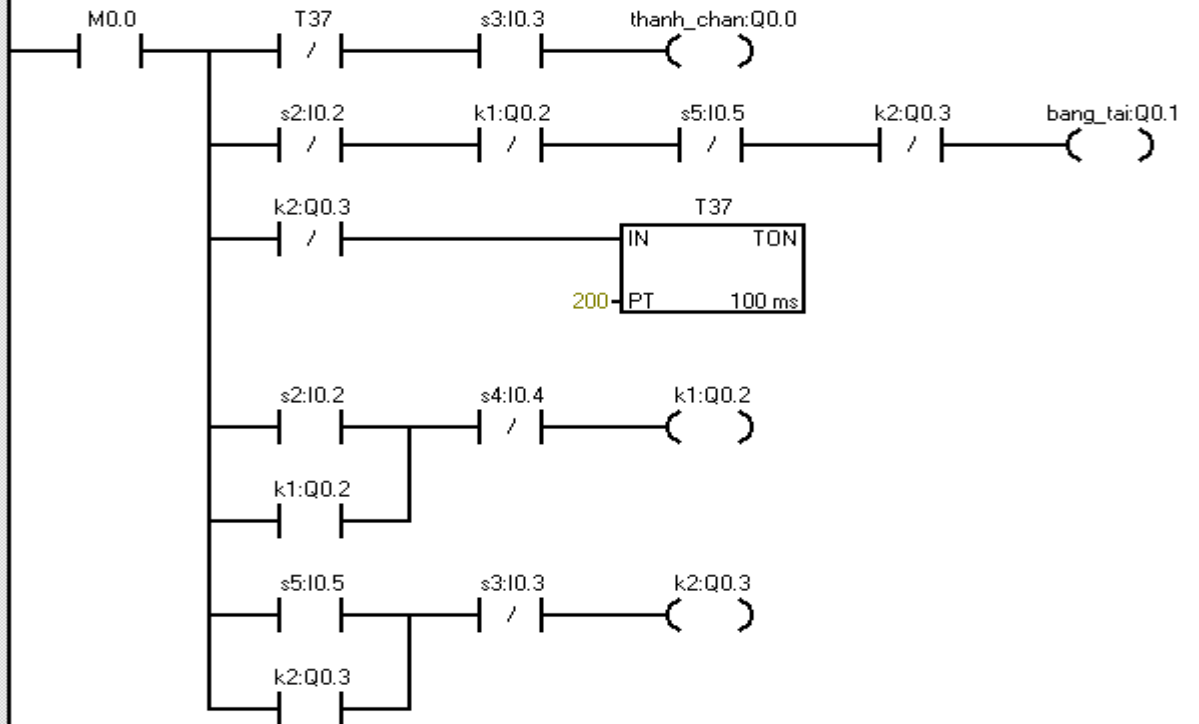 M0.0 T37 s3:I0.3 thanh_chan:Q0.0
/
s2:I0.2 k1:Q0.2 s5:I0.5 k2:Q0.3 bang_tai:Q0.1
/ / / /
k2:Q0.3 T37
/ IN TON
200 PT 100 ms
s2:I0.2 s4:I0.4 k1:Q0.2
/
k1:Q0.2
s5:I0.5 s3:I0.3 k2:Q0.3
/
k2:Q0.3